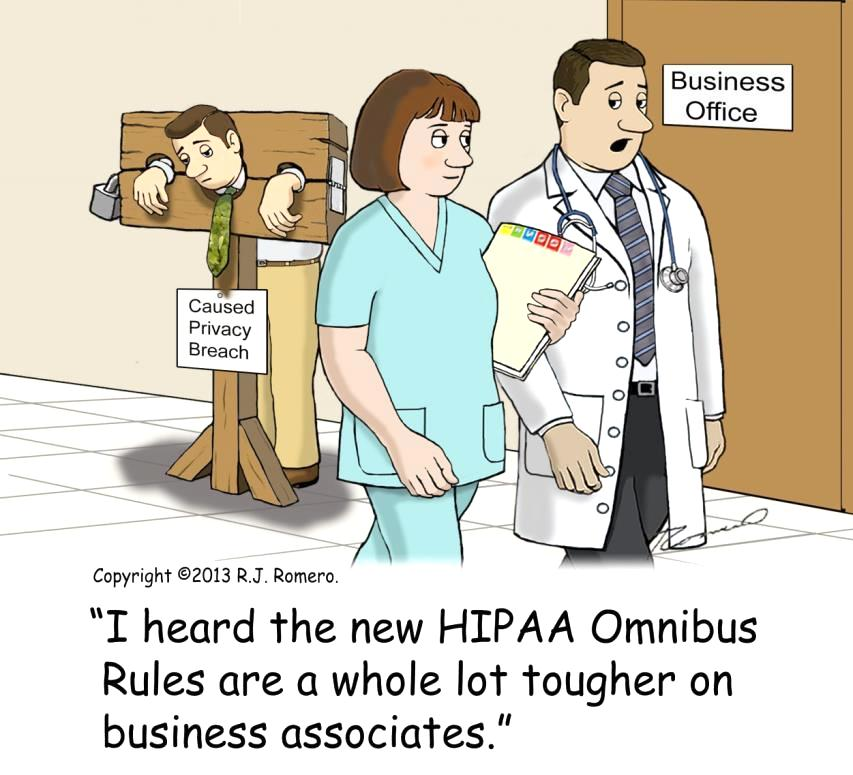 Business
Office
Caused
Privacy
Breach
Copyright ©2013 R.J. Romero.
“I heard the new HIPAA Omnibus
Rules are a whole lot tougher on
business associates.”